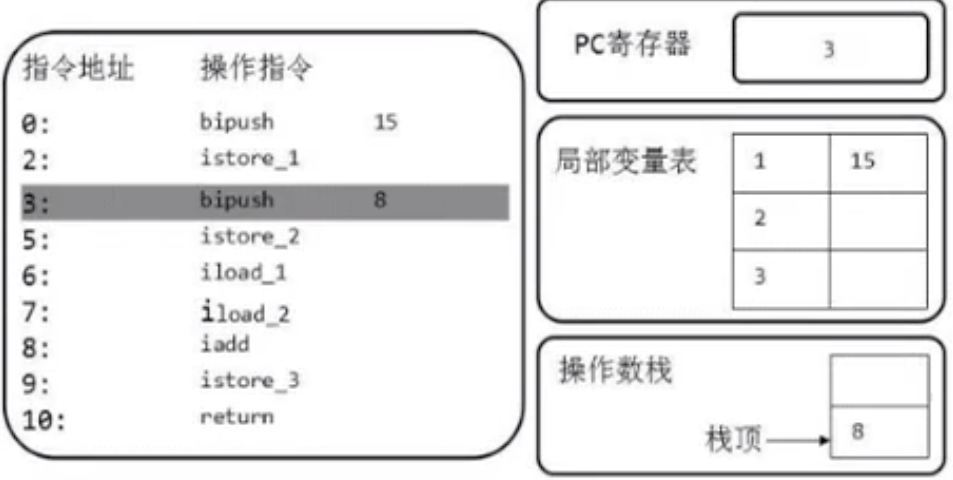 指令地址 操作指令
0: bipush 15
2: istore_1
3: bipush 8
5: istore_2
6: iload_1
7: iload_2
8: iadd
9: istore_3
10: return
PC寄存器 3
局部变量表 1 15
2
3
操作数栈
栈顶 8